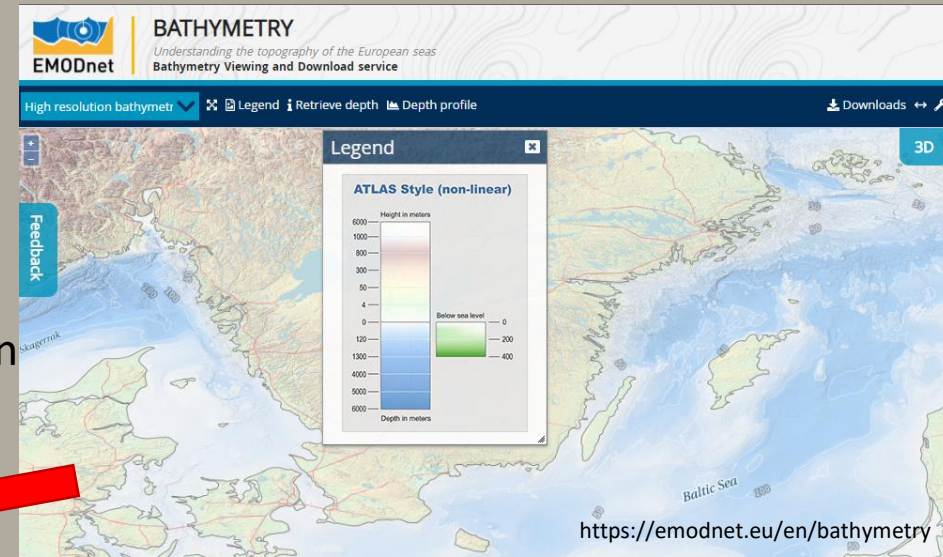 BATHYMETRY
Understanding the topography of the European seas
EMODnet
Bathymetry Viewing and Download service
High resolution bathymetr
Legend
Retrieve depth
Depth profile
Downloads
Feedback
3D
Legend
ATLAS Style (non-linear)
Height in meters
6000
1000
800
300
50
4
0
120
1300
4000
5000
6000
Depth in meters
Below sea level
0
200
400
Skagerrak
Baltic Sea
https://emodnet.eu/en/bathymetry